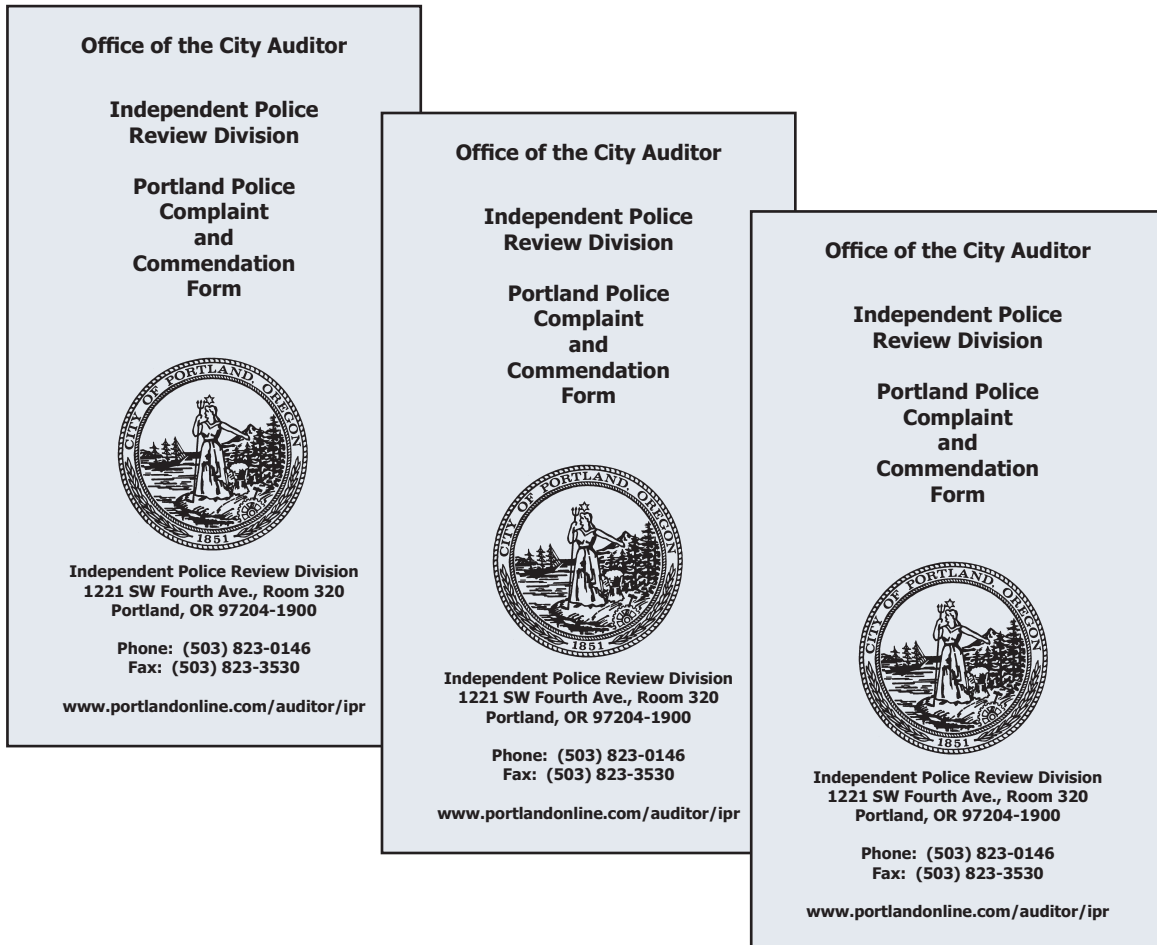 Office of the City Auditor
Independent Police
Review Division
Portland Police
Complaint
and
Commendation
Form
CITY OF PORTLAND, OREGON
1851
Independent Police Review Division
1221 SW Fourth Ave., Room 320
Portland, OR 97204-1900
Phone: (503) 823-0146
Fax: (503) 823-3530
www.portlandonline.com/auditor/ipr
Office of the City Auditor
Independent Police
Review Division
Portland Police
Complaint
and
Commendation
Form
CITY OF PORTLAND, OREGON
1851
Independent Police Review Division
1221 SW Fourth Ave., Room 320
Portland, OR 97204-1900
Phone: (503) 823-0146
Fax: (503) 823-3530
www.portlandonline.com/auditor/ipr
Office of the City Auditor
Independent Police
Review Division
Portland Police
Complaint
and
Commendation
Form
CITY OF PORTLAND, OREGON
1851
Independent Police Review Division
1221 SW Fourth Ave., Room 320
Portland, OR 97204-1900
Phone: (503) 823-0146
Fax: (503) 823-3530
www.portlandonline.com/auditor/ipr